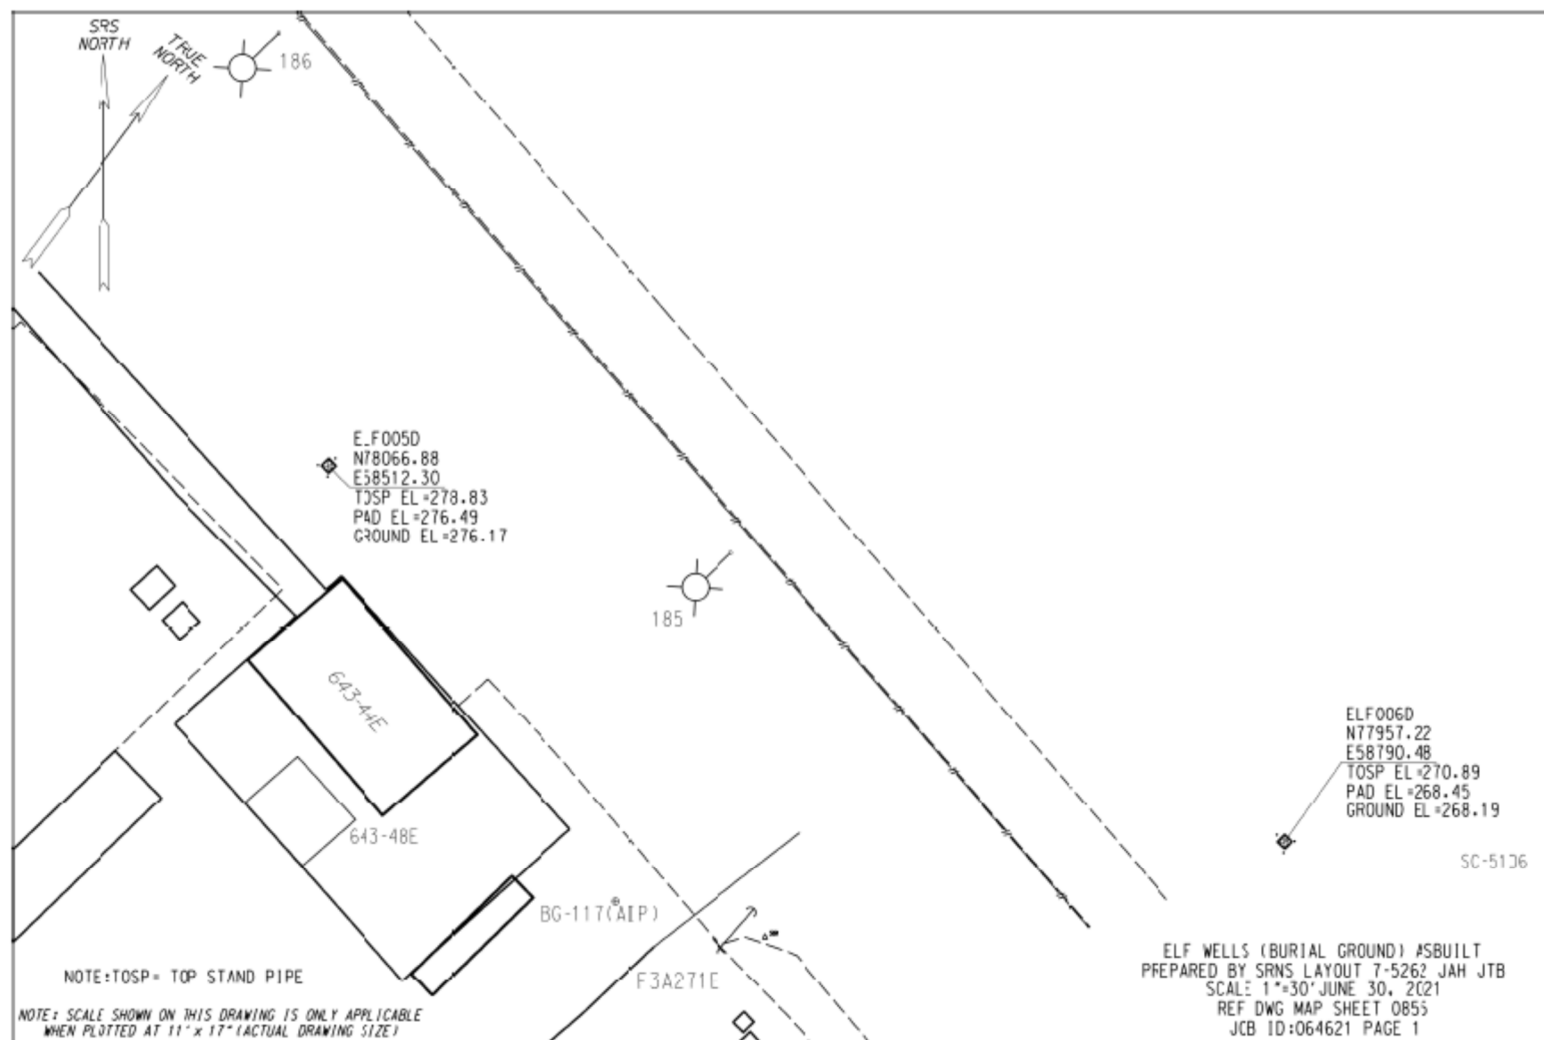 SRS
NORTH
TRUE
NORTH
186
E_F005D
N78066.88
E58512.30
TOSP EL=278.83
PAD EL=276.49
GROUND EL=276.17
185
643-44E
643-48E
ELF006D
N77957.22
E58790.48
TOSP EL=270.89
PAD EL=268.45
GROUND EL=268.19
SC-5106
BG-117(AIP)
F3A271E
NOTE:TOSP= TOP STAND PIPE
NOTE: SCALE SHOWN ON THIS DRAWING IS ONLY APPLICABLE
WHEN PLOTTED AT 11" x 17" (ACTUAL DRAWING SIZE)
ELF WELLS (BURIAL GROUND) ASBUILT
PREPARED BY SRNS LAYOUT 7-5262 JAH JTB
SCALE 1"=30' JUNE 30, 2021
REF DWG MAP SHEET 0855
JOB ID:064621 PAGE 1